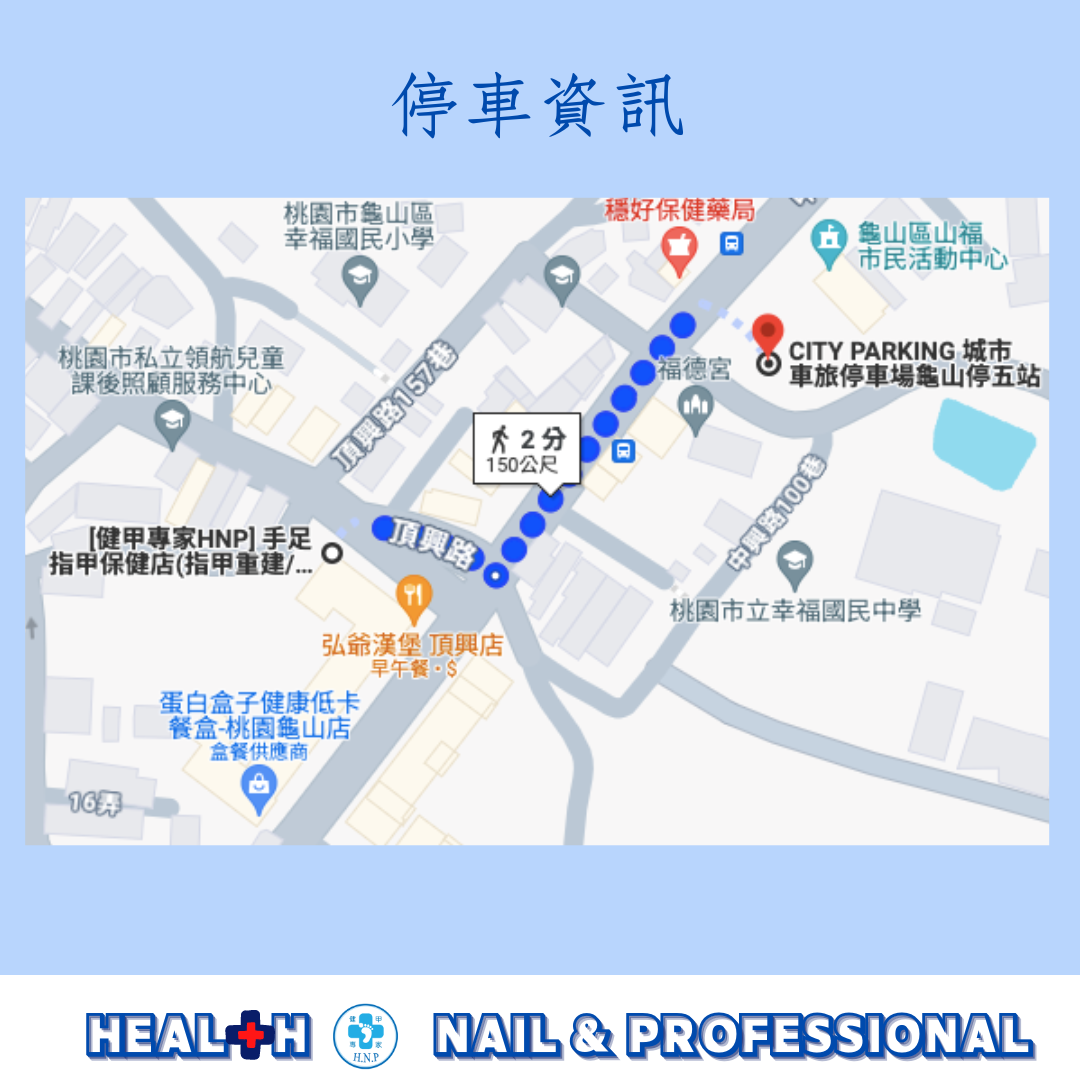 停車資訊
桃園市龜山區
幸福國民小學
穩好保健藥局
龜山區山福
市民活動中心
桃園市私立領航兒童
課後照顧服務中心
頂興路157巷
福德宮
CITY PARKING 城市
車旅停車場龜山停五站
2 分
150公尺
[健甲專家HNP] 手足
指甲保健店(指甲重建/...
頂興路
中興路100巷
桃園市立幸福國民中學
弘爺漢堡 頂興店
早午餐・$
蛋白盒子健康低卡
餐盒-桃園龜山店
盒餐供應商
16弄
HEALTH
健甲
專家
H.N.P
NAIL & PROFESSIONAL